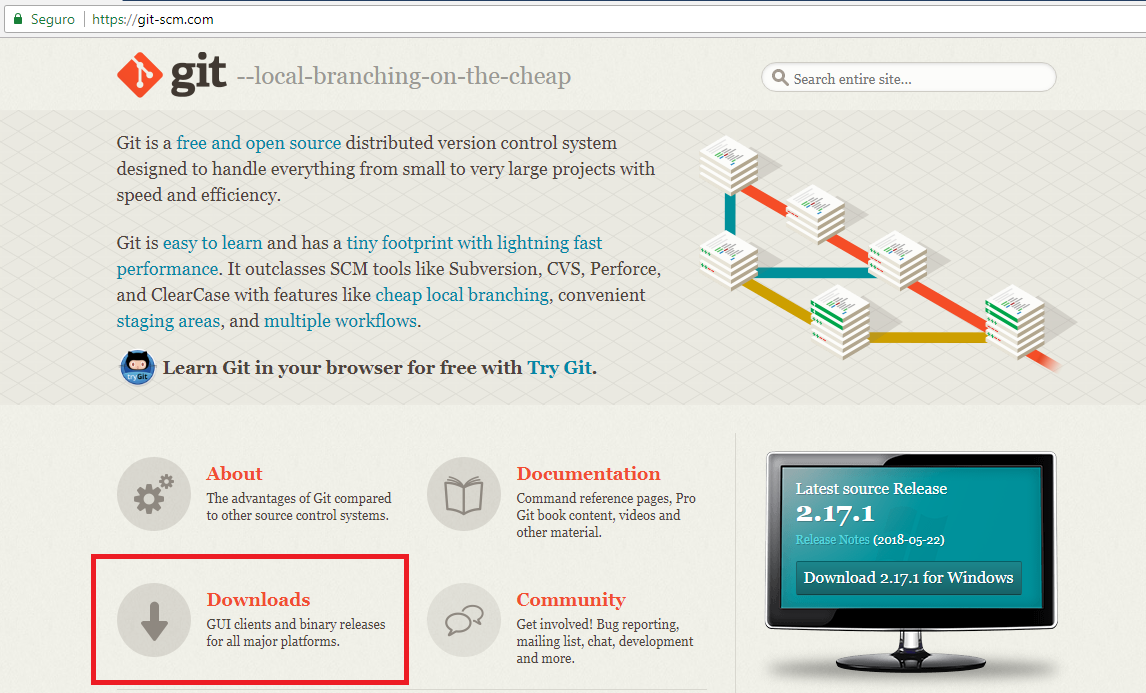 Seguro | https://git-scm.com
git --local-branching-on-the-cheap
Search entire site...
Git is a free and open source distributed version control system
designed to handle everything from small to very large projects with
speed and efficiency.
Git is easy to learn and has a tiny footprint with lightning fast
performance. It outclasses SCM tools like Subversion, CVS, Perforce,
and ClearCase with features like cheap local branching, convenient
staging areas, and multiple workflows.
tryGit
Learn Git in your browser for free with Try Git.
About
The advantages of Git compared
to other source control systems.
Documentation
Command reference pages, Pro
Git book content, videos and
other material.
Downloads
GUI clients and binary releases
for all major platforms.
Community
Get involved! Bug reporting,
mailing list, chat, development
and more.
Latest source Release
2.17.1
Release Notes (2018-05-22)
Download 2.17.1 for Windows